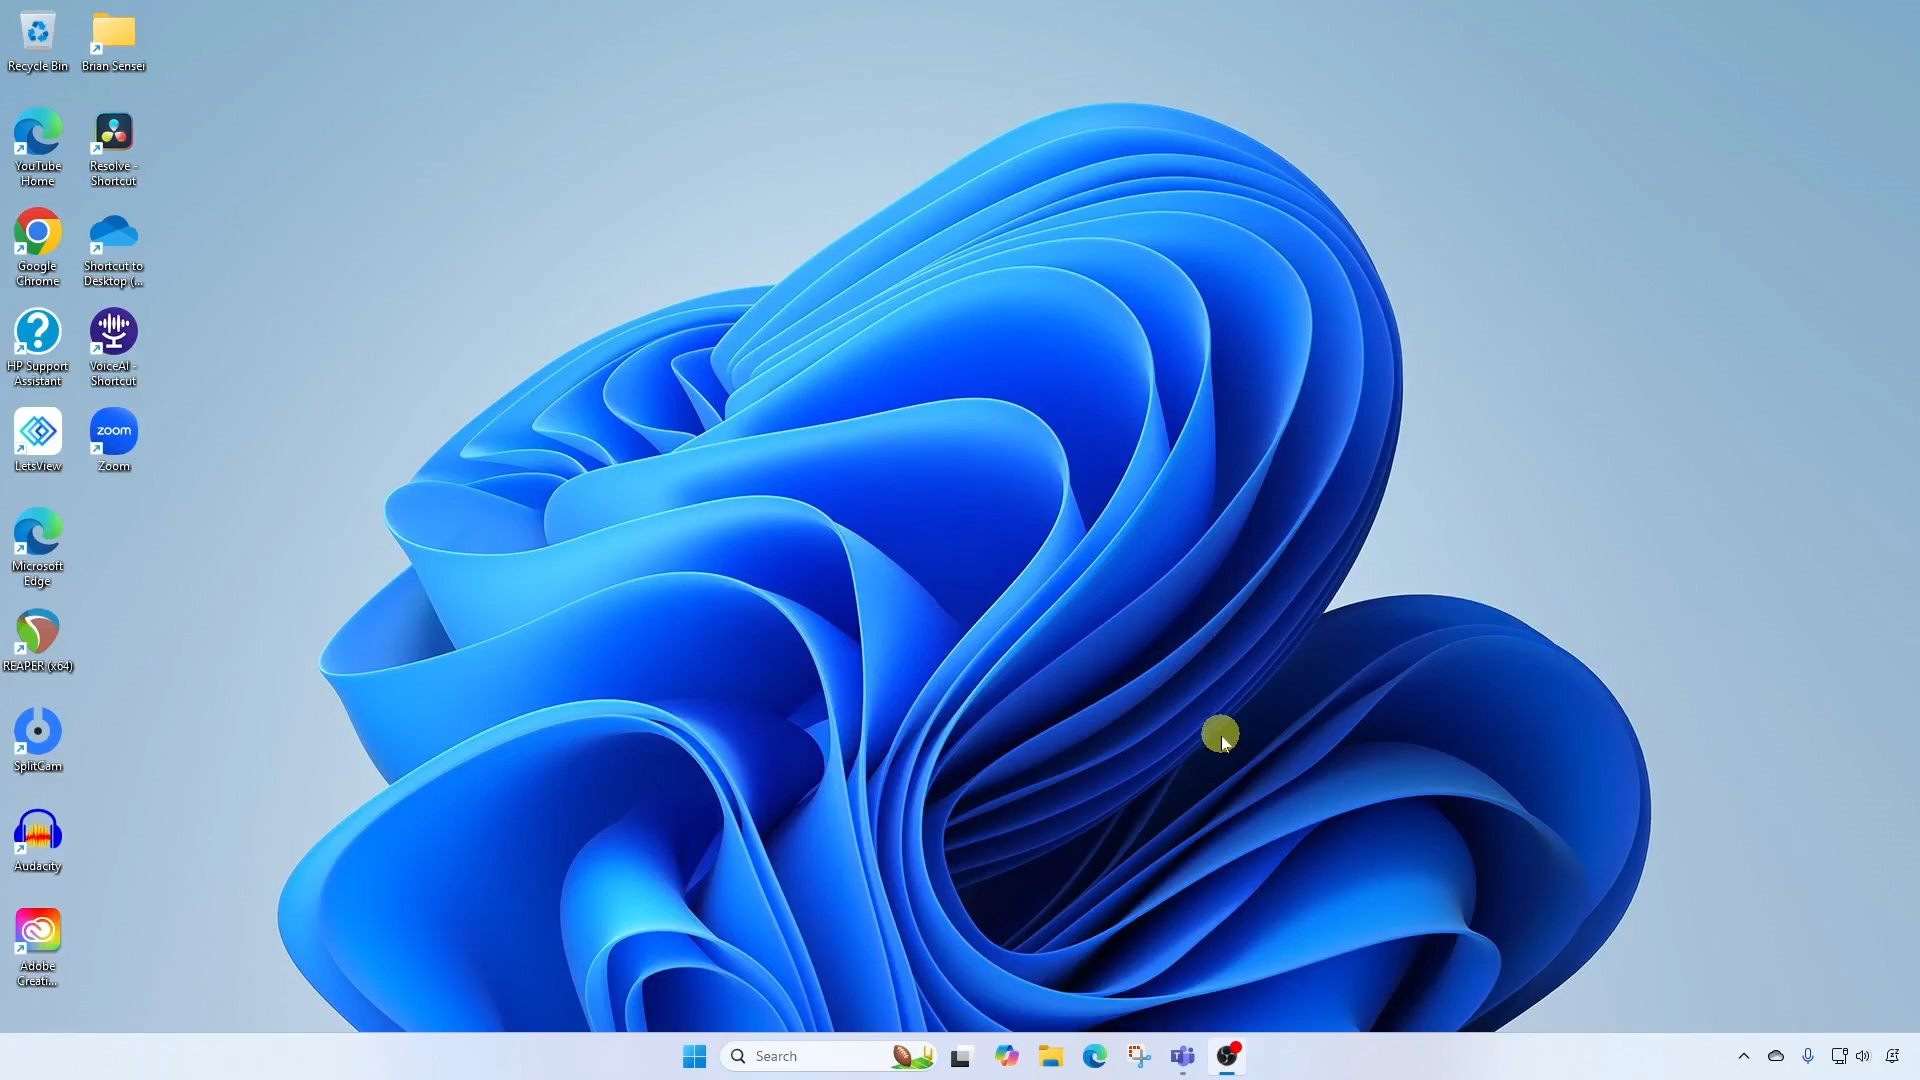 Recycle Bin
Brian Sensei
YouTube
Home
Resolve -
Shortcut
Google
Chrome
Shortcut to
Desktop (...
HP Support
Assistant
VoiceAI -
Shortcut
LetsView
zoom
Zoom
Microsoft
Edge
REAPER (x64)
SplitCam
Audacity
Adobe
Creati...
Search